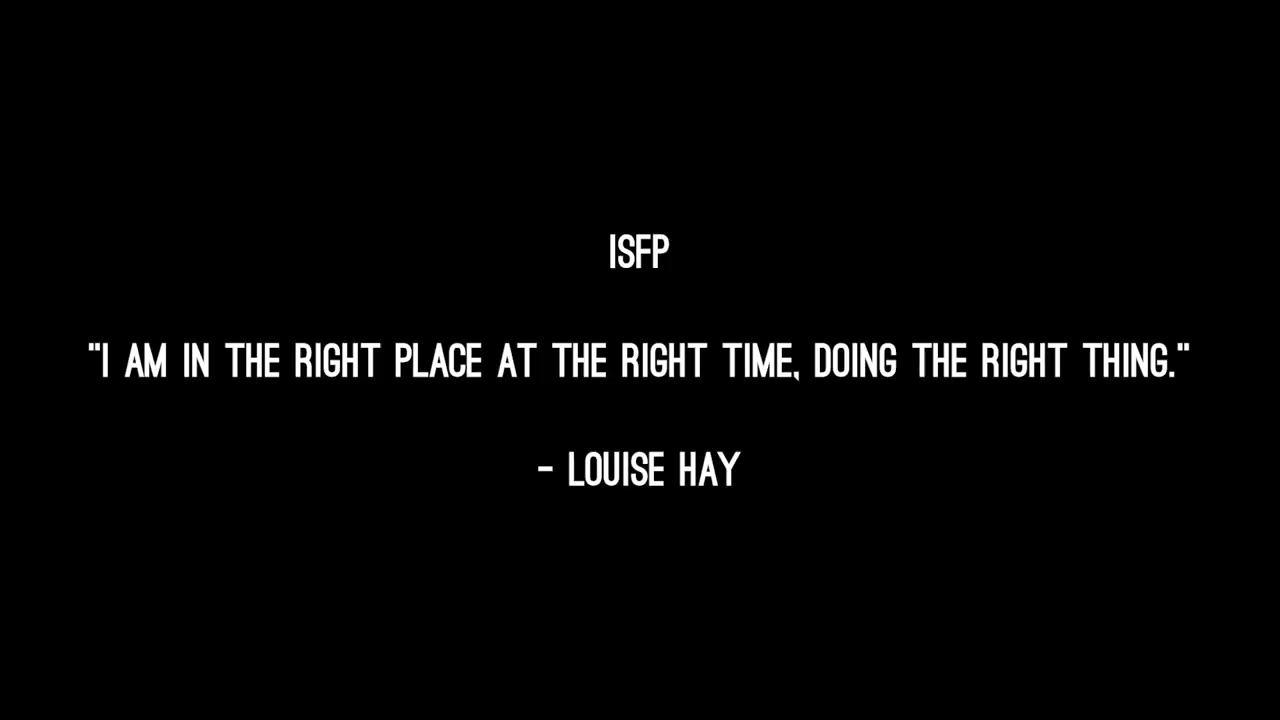 ISFP
"I AM IN THE RIGHT PLACE AT THE RIGHT TIME, DOING THE RIGHT THING."
- LOUISE HAY